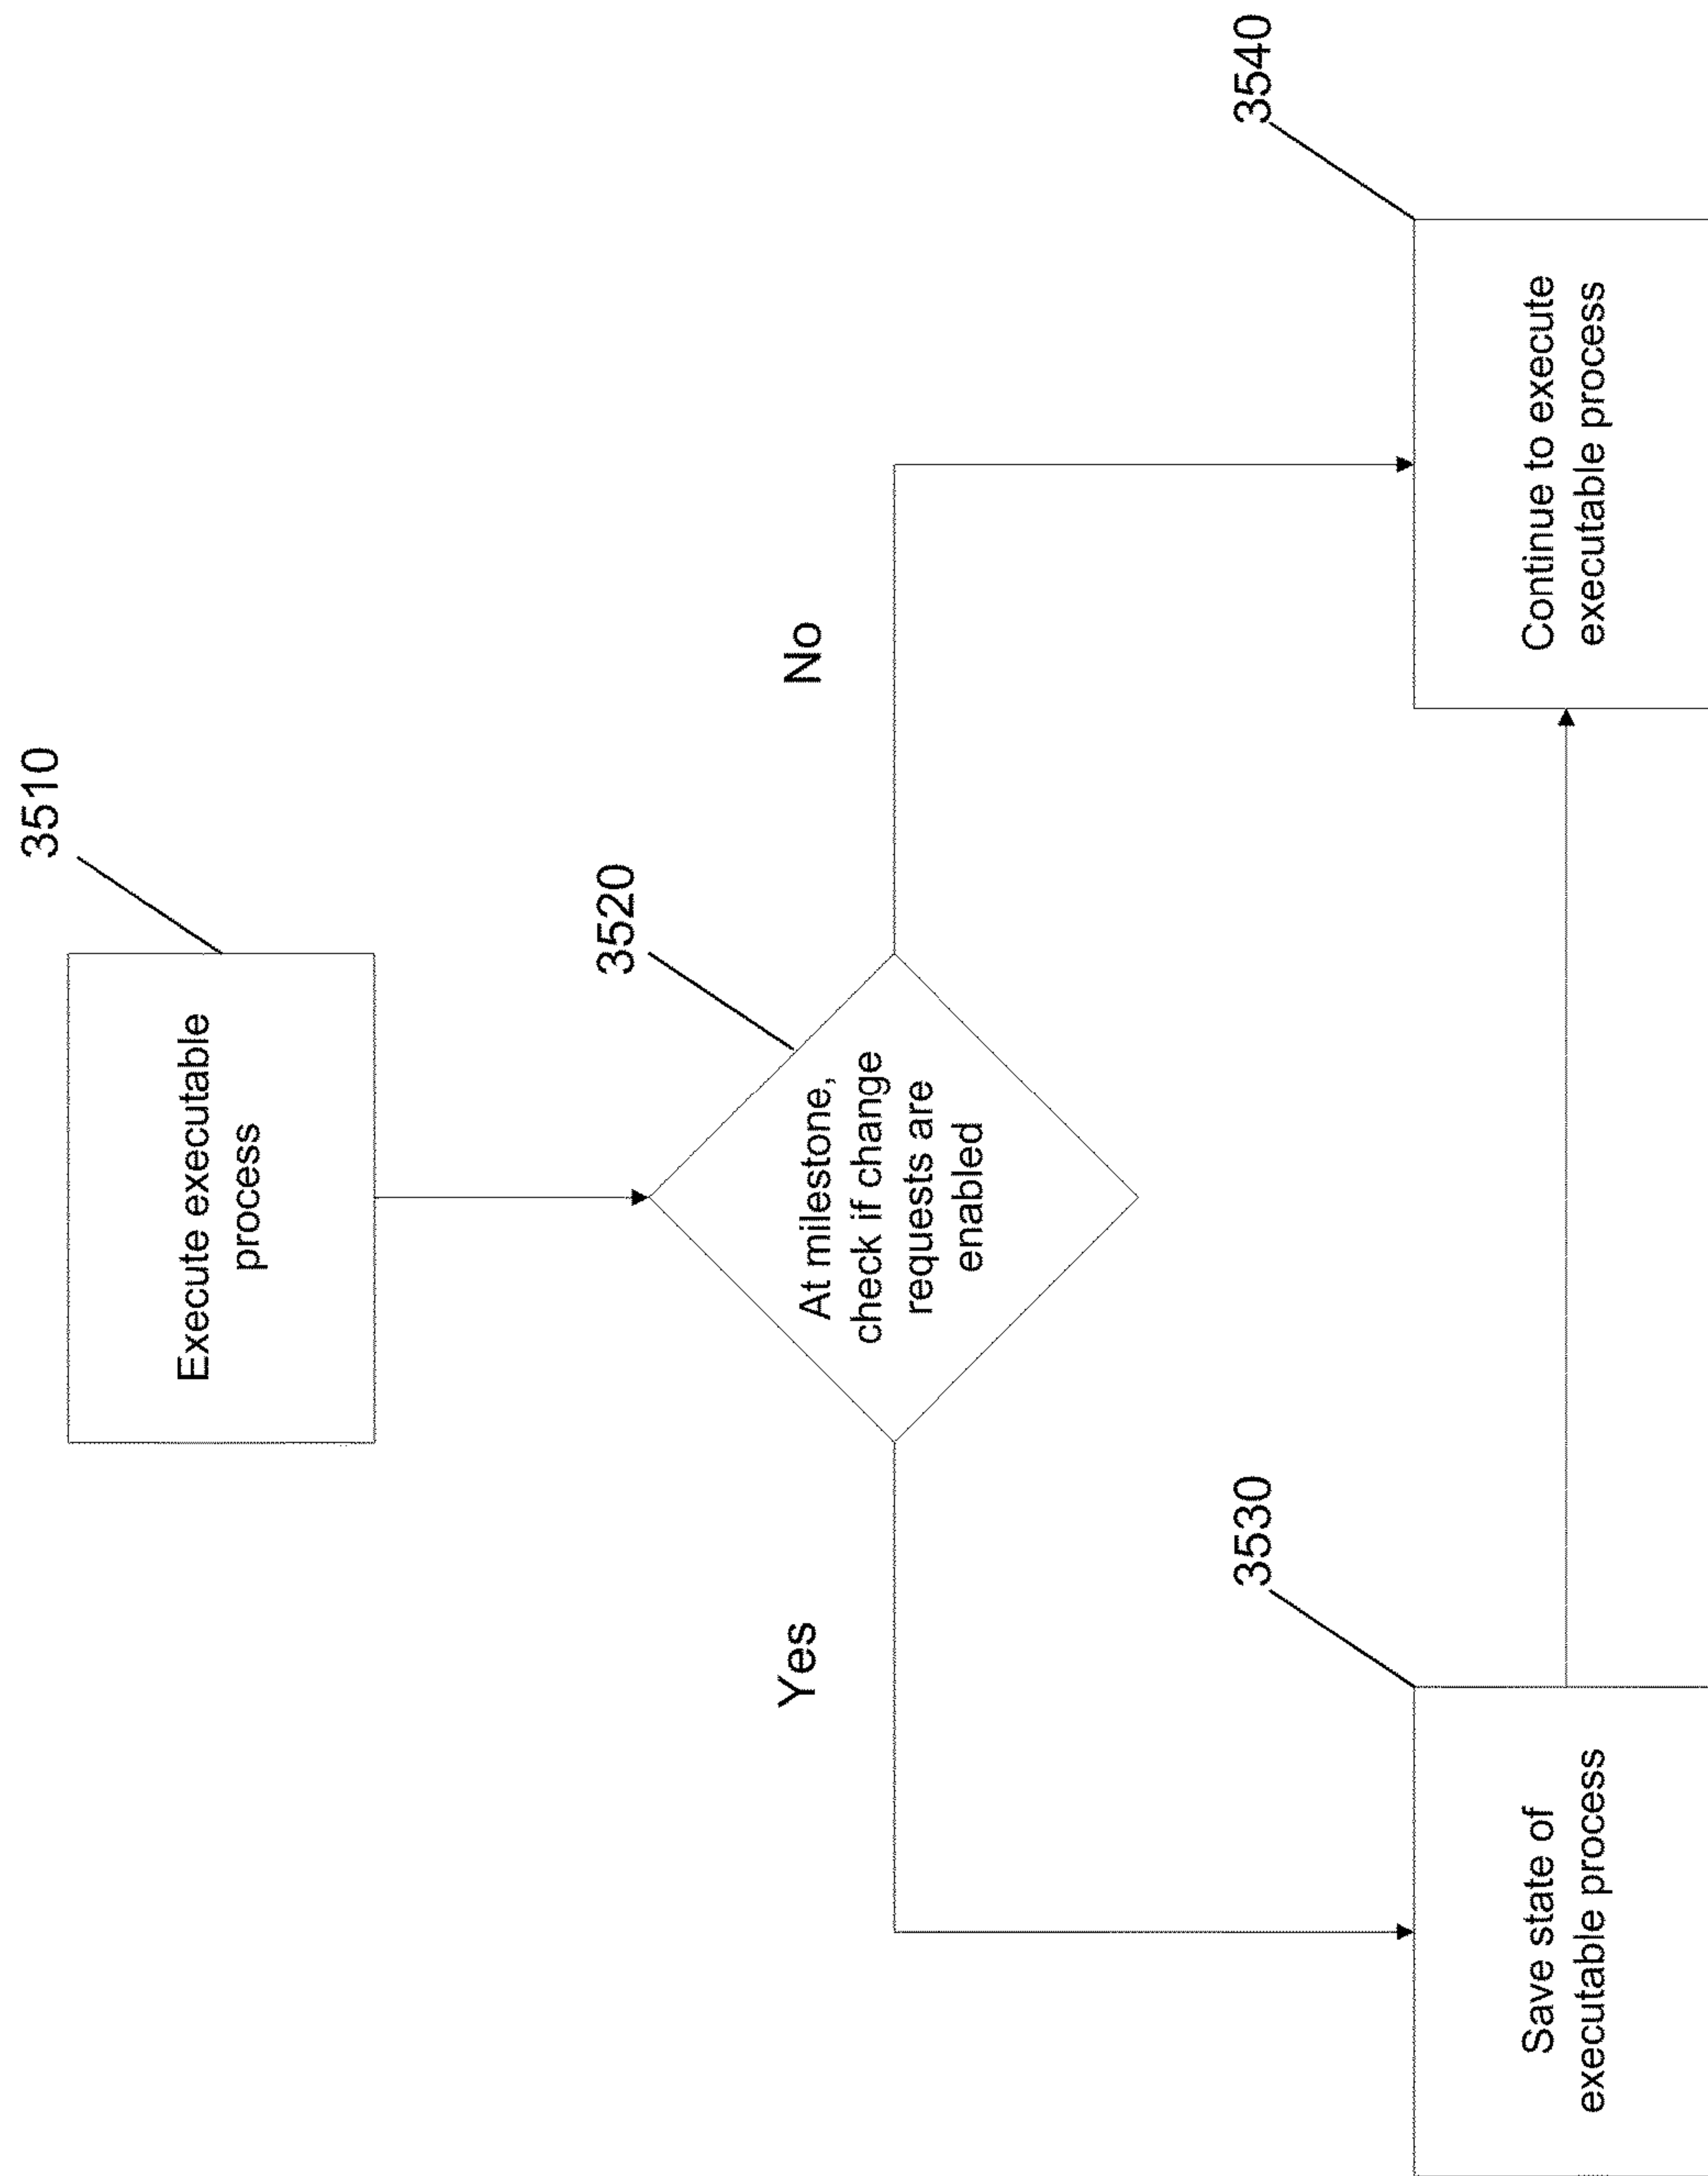 3510
Execute executable
process
3520
At milestone,
check if change
requests are
enabled
Yes
No
3530
Save state of
executable process
3540
Continue to execute
executable process